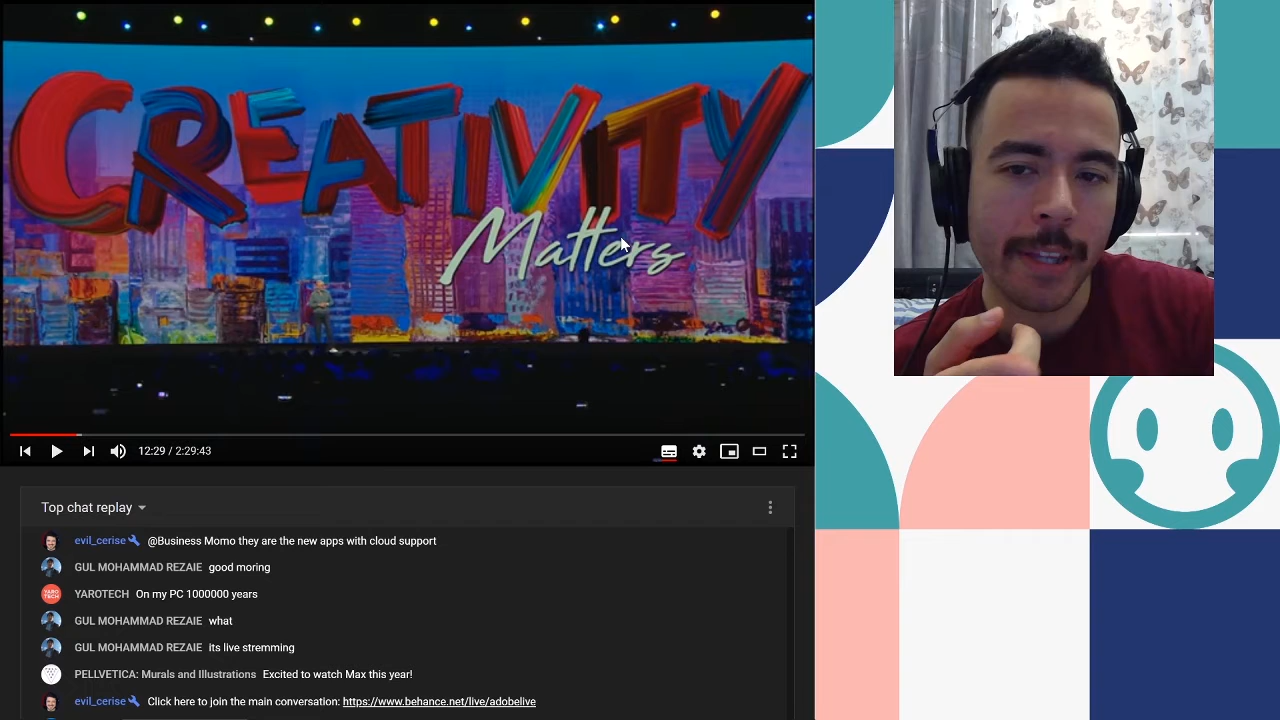 CREATIVITY
Matters
12:29 / 2:29:43
Top chat replay
evil_cerise @Business Momo they are the new apps with cloud support
GUL MOHAMMAD REZAIE good moring
YAROTECH On my PC 1000000 years
GUL MOHAMMAD REZAIE what
GUL MOHAMMAD REZAIE its live stremming
PELLVETICA: Murals and Illustrations Excited to watch Max this year!
evil_cerise Click here to join the main conversation: https://www.behance.net/live/adobelive